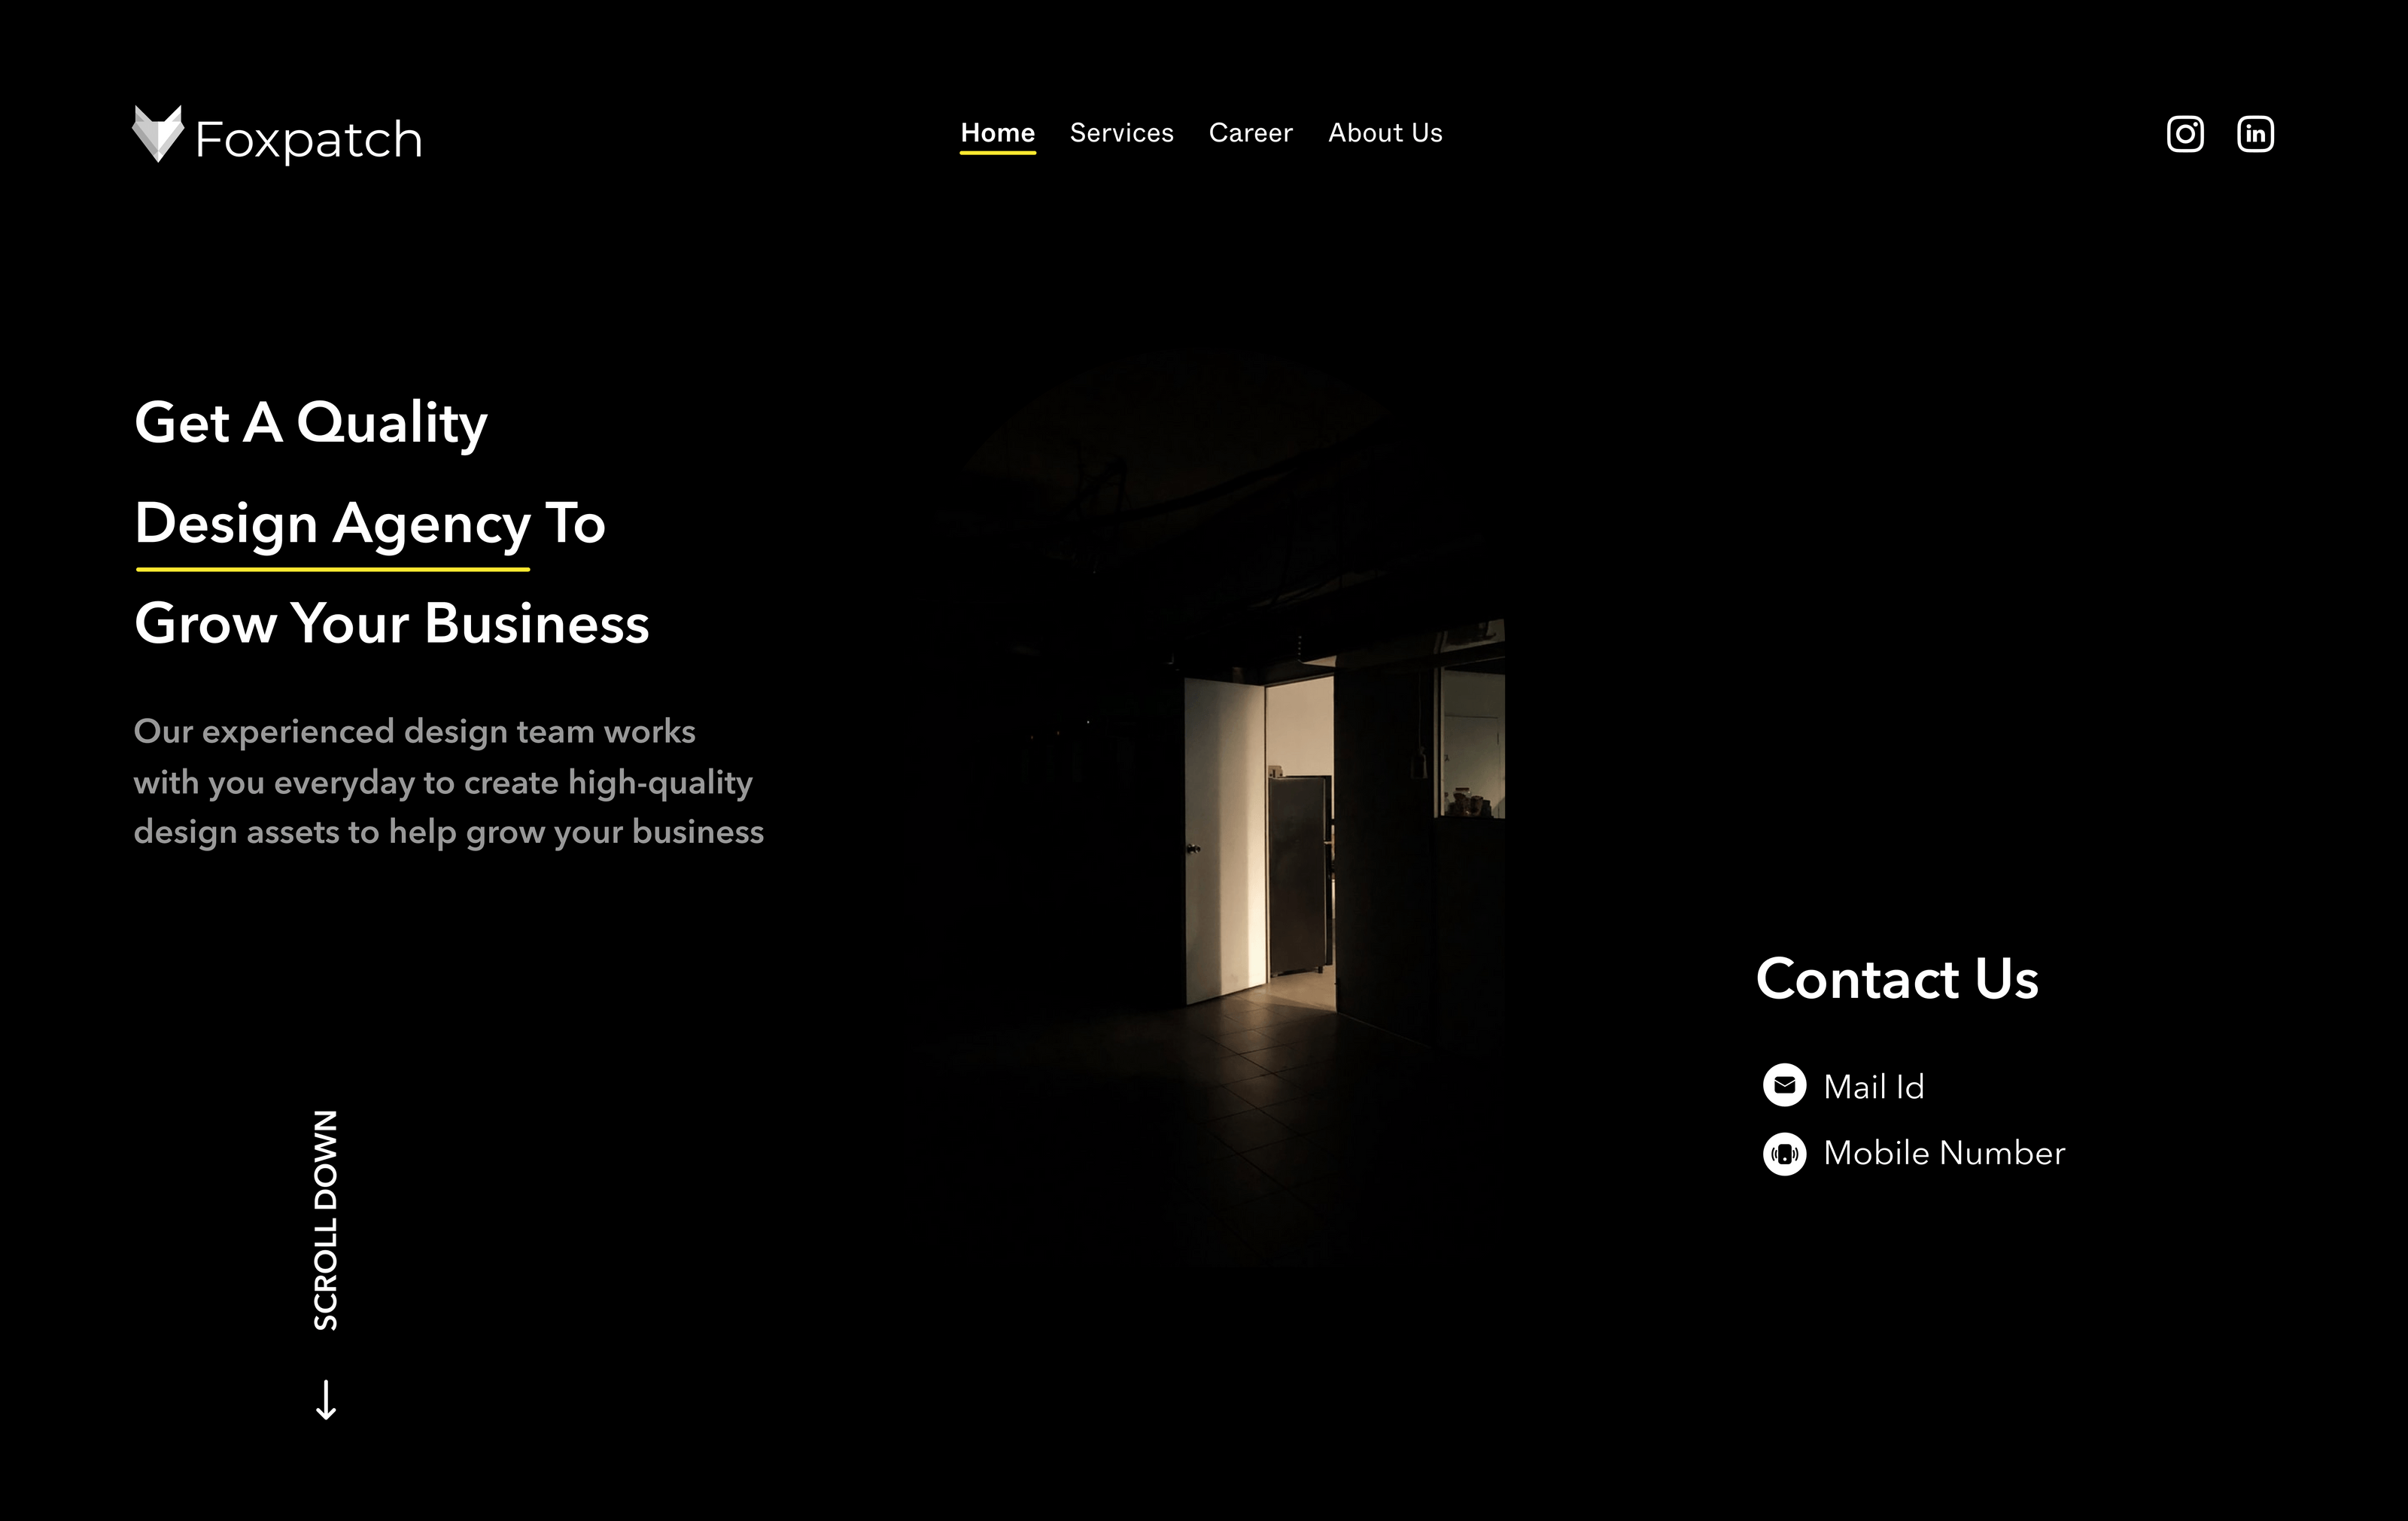 Foxpatch
Home Services Career About Us
Get A Quality
Design Agency To
Grow Your Business
Our experienced design team works
with you everyday to create high-quality
design assets to help grow your business
Contact Us
Mail Id
Mobile Number
SCROLL DOWN